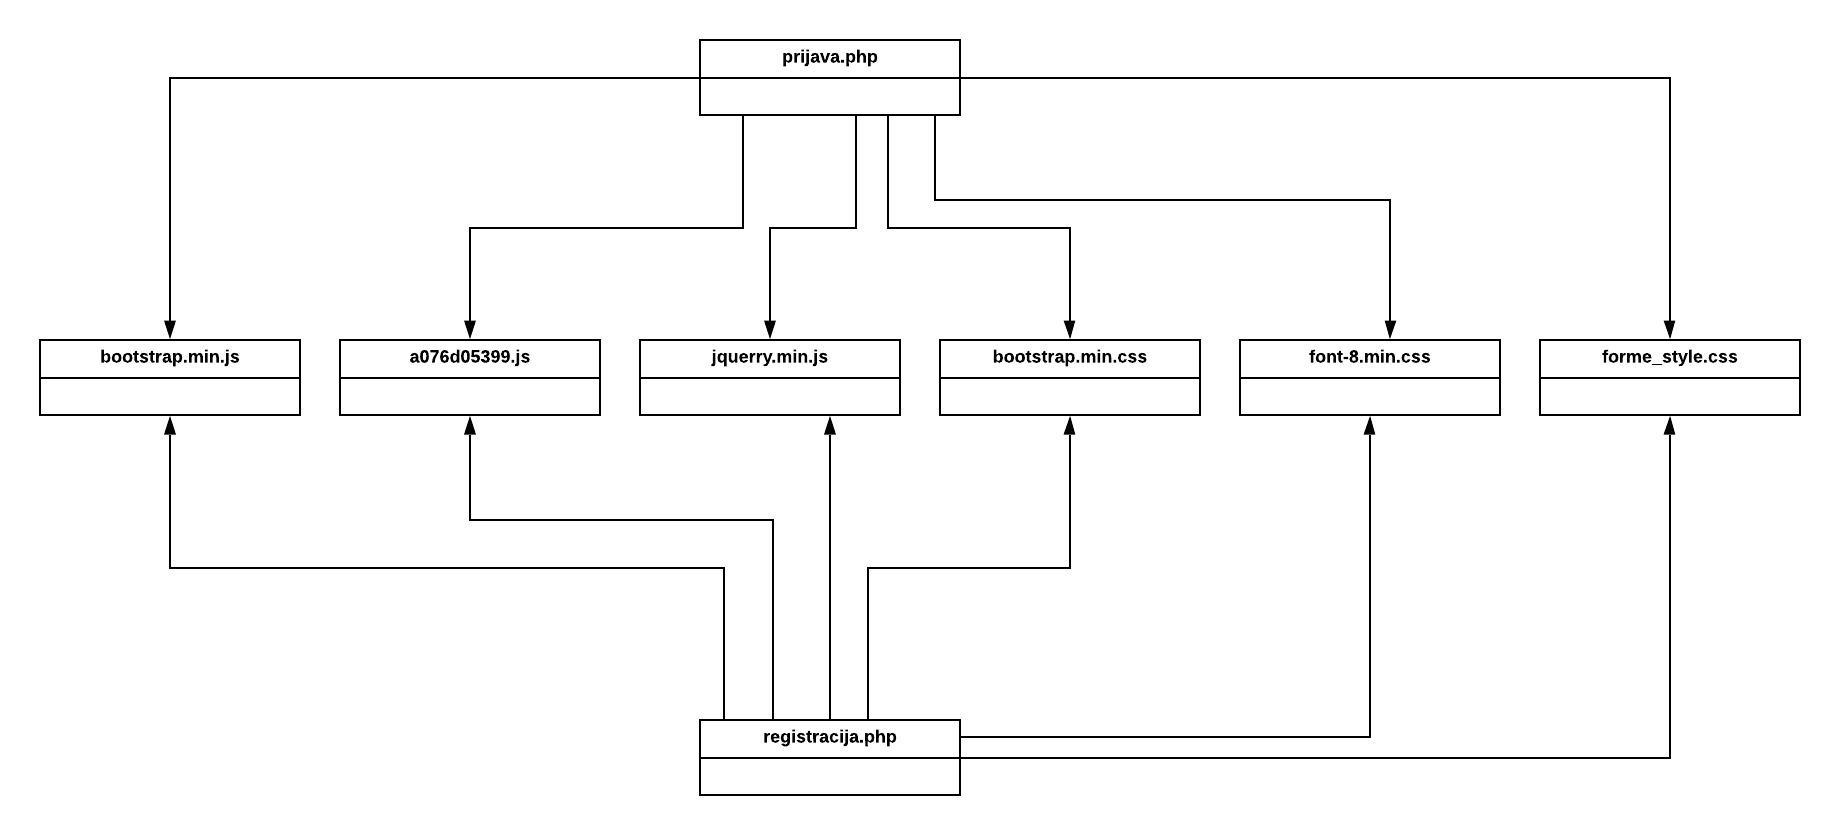 prijava.php
bootstrap.min.js
a076d05399.js
jquerry.min.js
bootstrap.min.css
font-8.min.css
forme_style.css
registracija.php